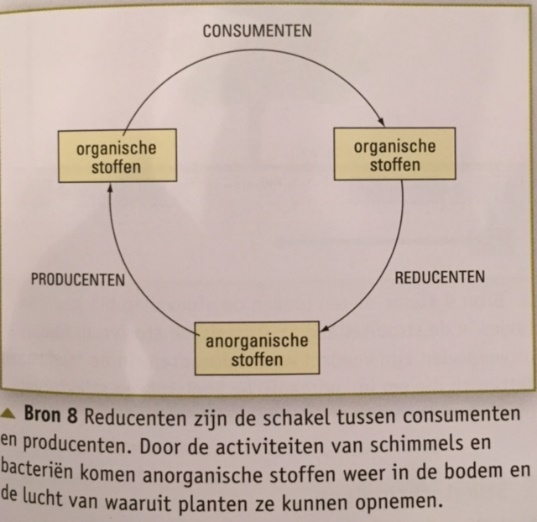 CONSUMENTEN
organische
stoffen
organische
stoffen
PRODUCENTEN
REDUCENTEN
anorganische
stoffen
▲ Bron 8 Reducenten zijn de schakel tussen consumenten
en producenten. Door de activiteiten van schimmels en
bacteriën komen anorganische stoffen weer in de bodem en
de lucht van waaruit planten ze kunnen opnemen.